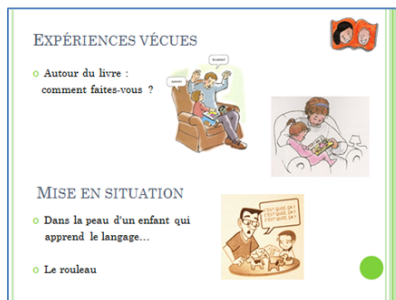 EXPÉRIENCES VÉCUES
Autour du livre :
comment faites-vous ?
MISE EN SITUATION
Dans la peau d'un enfant qui
apprend le langage...
Le rouleau